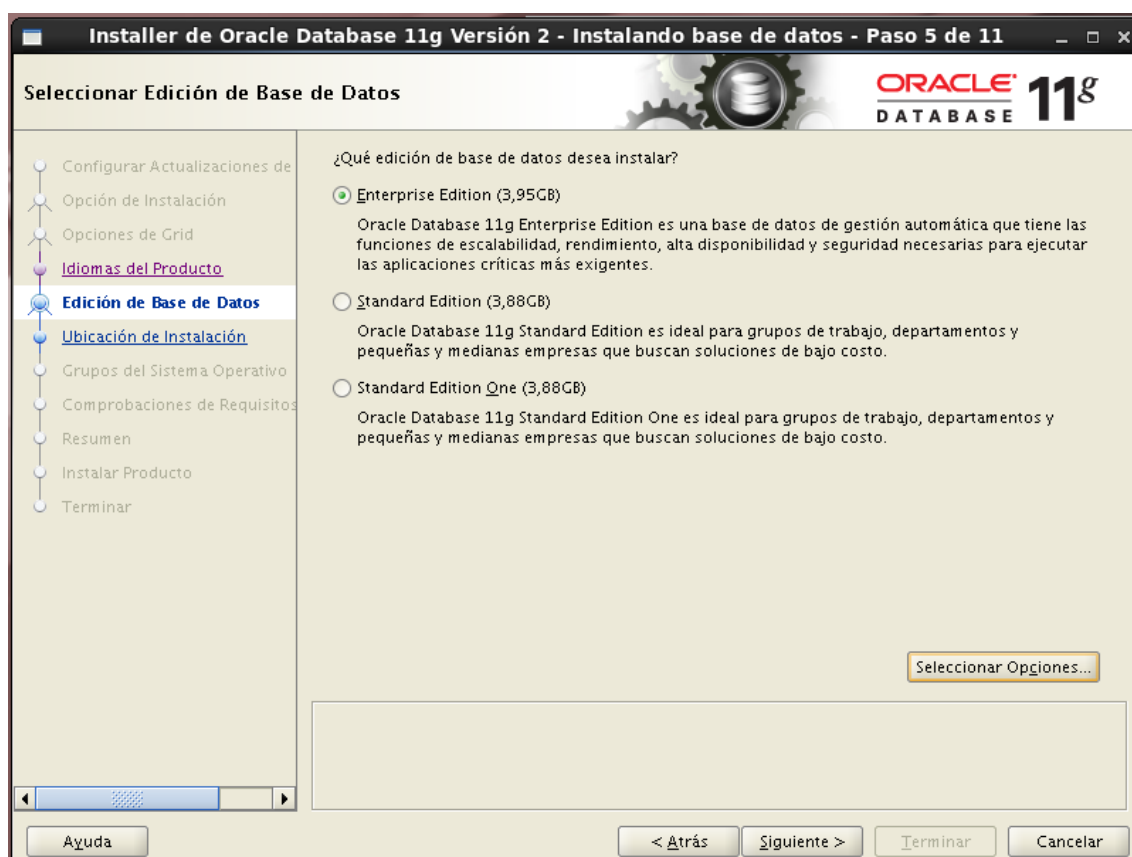 Installer de Oracle Database 11g Versión 2 - Instalando base de datos - Paso 5 de 11
Seleccionar Edición de Base de Datos
ORACLE
DATABASE
11g
Configurar Actualizaciones de
Opción de Instalación
Opciones de Grid
Idiomas del Producto
Edición de Base de Datos
Ubicación de Instalación
Grupos del Sistema Operativo
Comprobaciones de Requisitos
Resumen
Instalar Producto
Terminar
¿Qué edición de base de datos desea instalar?
Enterprise Edition (3,95GB)
Oracle Database 11g Enterprise Edition es una base de datos de gestión automática que tiene las
funciones de escalabilidad, rendimiento, alta disponibilidad y seguridad necesarias para ejecutar
las aplicaciones críticas más exigentes.
Standard Edition (3,88GB)
Oracle Database 11g Standard Edition es ideal para grupos de trabajo, departamentos y
pequeñas y medianas empresas que buscan soluciones de bajo costo.
Standard Edition One (3,88GB)
Oracle Database 11g Standard Edition One es ideal para grupos de trabajo, departamentos y
pequeñas y medianas empresas que buscan soluciones de bajo costo.
Seleccionar Opciones...
Ayuda
< Atrás
Siguiente >
Terminar
Cancelar